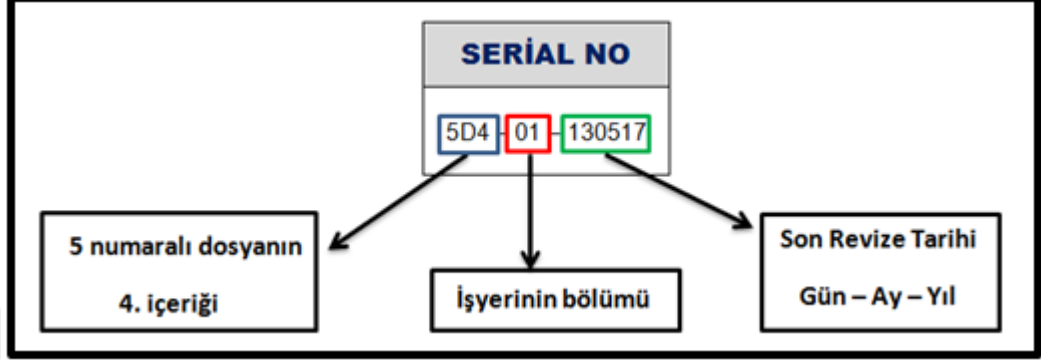 SERİAL NO
5D4-01-130517
5 numaralı dosyanın
4. içeriği
İşyerinin bölümü
Son Revize Tarihi
Gün – Ay – Yıl